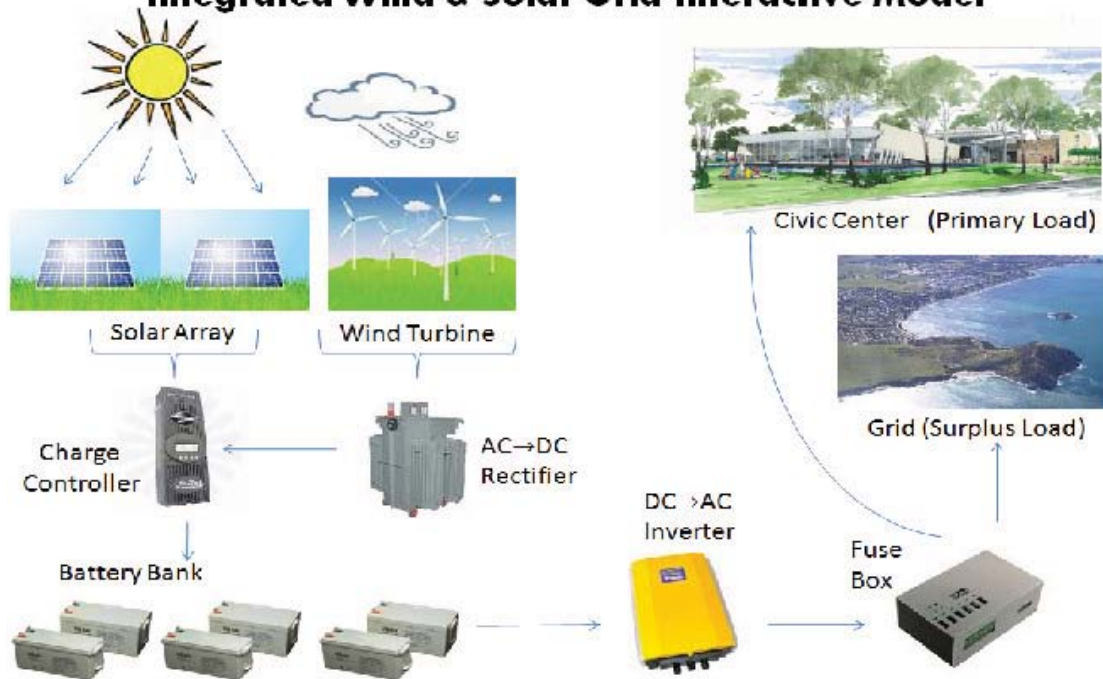 Integrated Wind & Solar Grid
Model
Civic Center (Primary Load)
Solar Array
Wind Turbine
Grid (Surplus Load)
Charge
Controller
AC→DC
Rectifier
DC→AC
Inverter
Fuse
Box
Battery Bank